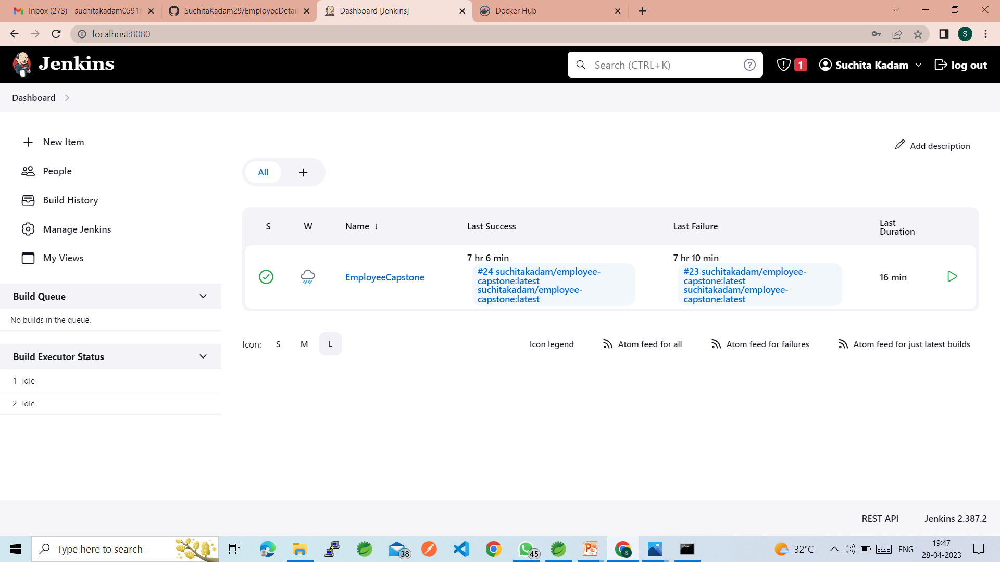 Inbox (273) - suchitakadam0591@
SuchitaKadam29/EmployeeDetail
Dashboard [Jenkins]
Docker Hub
localhost:8080
S
Jenkins
Search (CTRL+K)
1
Suchita Kadam
log out
Dashboard
New Item
People
Build History
Manage Jenkins
My Views
Build Queue
No builds in the queue.
Build Executor Status
1 Idle
2 Idle
Add description
All
S W Name ↓ Last Success Last Failure Last
Duration
EmployeeCapstone
7 hr 6 min
#24 suchitakadam/employee-
capstone:latest
suchitakadam/employee-
capstone:latest
7 hr 10 min
#23 suchitakadam/employee-
capstone:latest
suchitakadam/employee-
capstone:latest
16 min
Icon: S M L
Icon legend
Atom feed for all
Atom feed for failures
Atom feed for just latest builds
REST API
Jenkins 2.387.2
Type here to search
38
45
S
32°C
ENG
19:47
28-04-2023